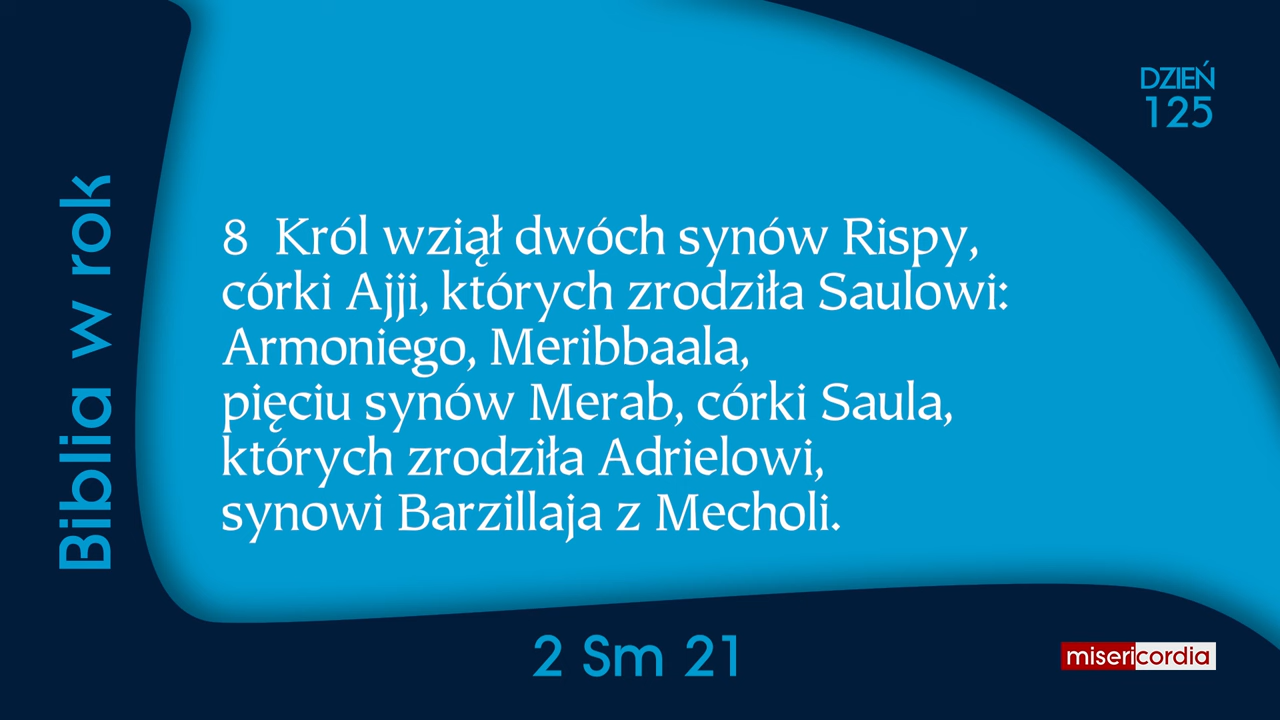 DZIEŃ
125
Biblia w rok
8 Król wziął dwóch synów Rispy,
córki Ajji, których zrodziła Saulowi:
Armoniego, Meribbaala,
pięciu synów Merab, córki Saula,
których zrodziła Adrielowi,
synowi Barzillaja z Mecholi.
2 Sm 21
misericordia